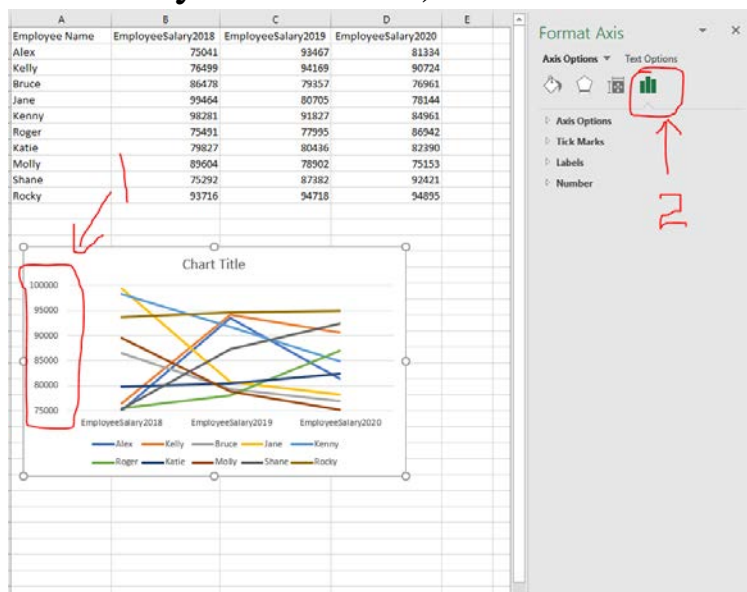 A B C D E
Employee Name EmployeeSalary2018 EmployeeSalary2019 EmployeeSalary2020
Alex 75041 93467 81334
Kelly 76499 94169 90724
Bruce 86478 79357 76961
Jane 99464 80705 78144
Kenny 98281 91827 84961
Roger 75491 77995 86942
Katie 79827 80436 82390
Molly 89604 78902 75153
Shane 75292 87382 92421
Rocky 93716 94718 94895
1
Chart Title
100000
95000
90000
85000
80000
75000
EmployeeSalary2018 EmployeeSalary2019 EmployeeSalary2020
Alex Kelly Bruce Jane Kenny
Roger Katie Molly Shane Rocky
Format Axis
Axis Options Text Options
Axis Options
Tick Marks
Labels
Number
2